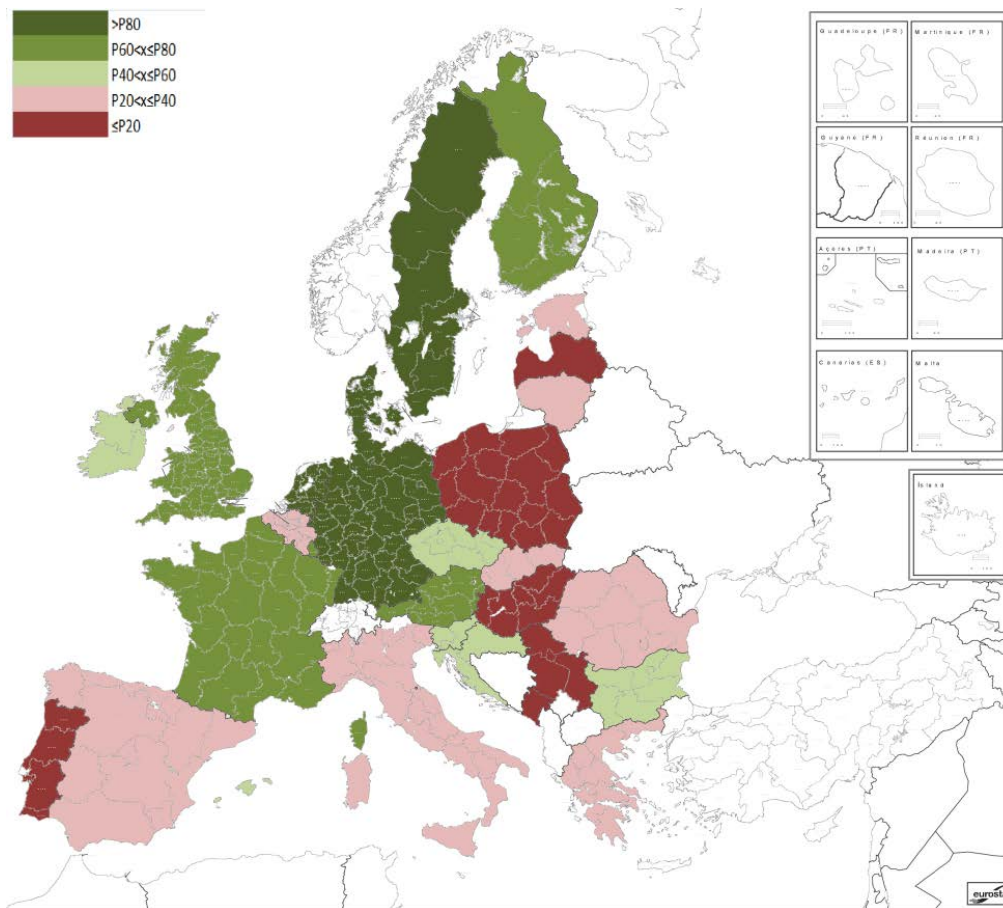 >P80
P60<x≤P80
P40<x≤P60
P20<x≤P40
≤P20
Guadeloupe (FR)
Martinique (FR)
Guyane (FR)
Réunion (FR)
Açores (PT)
Madeira (PT)
Canarias (ES)
Malta
Ísland
eurosta